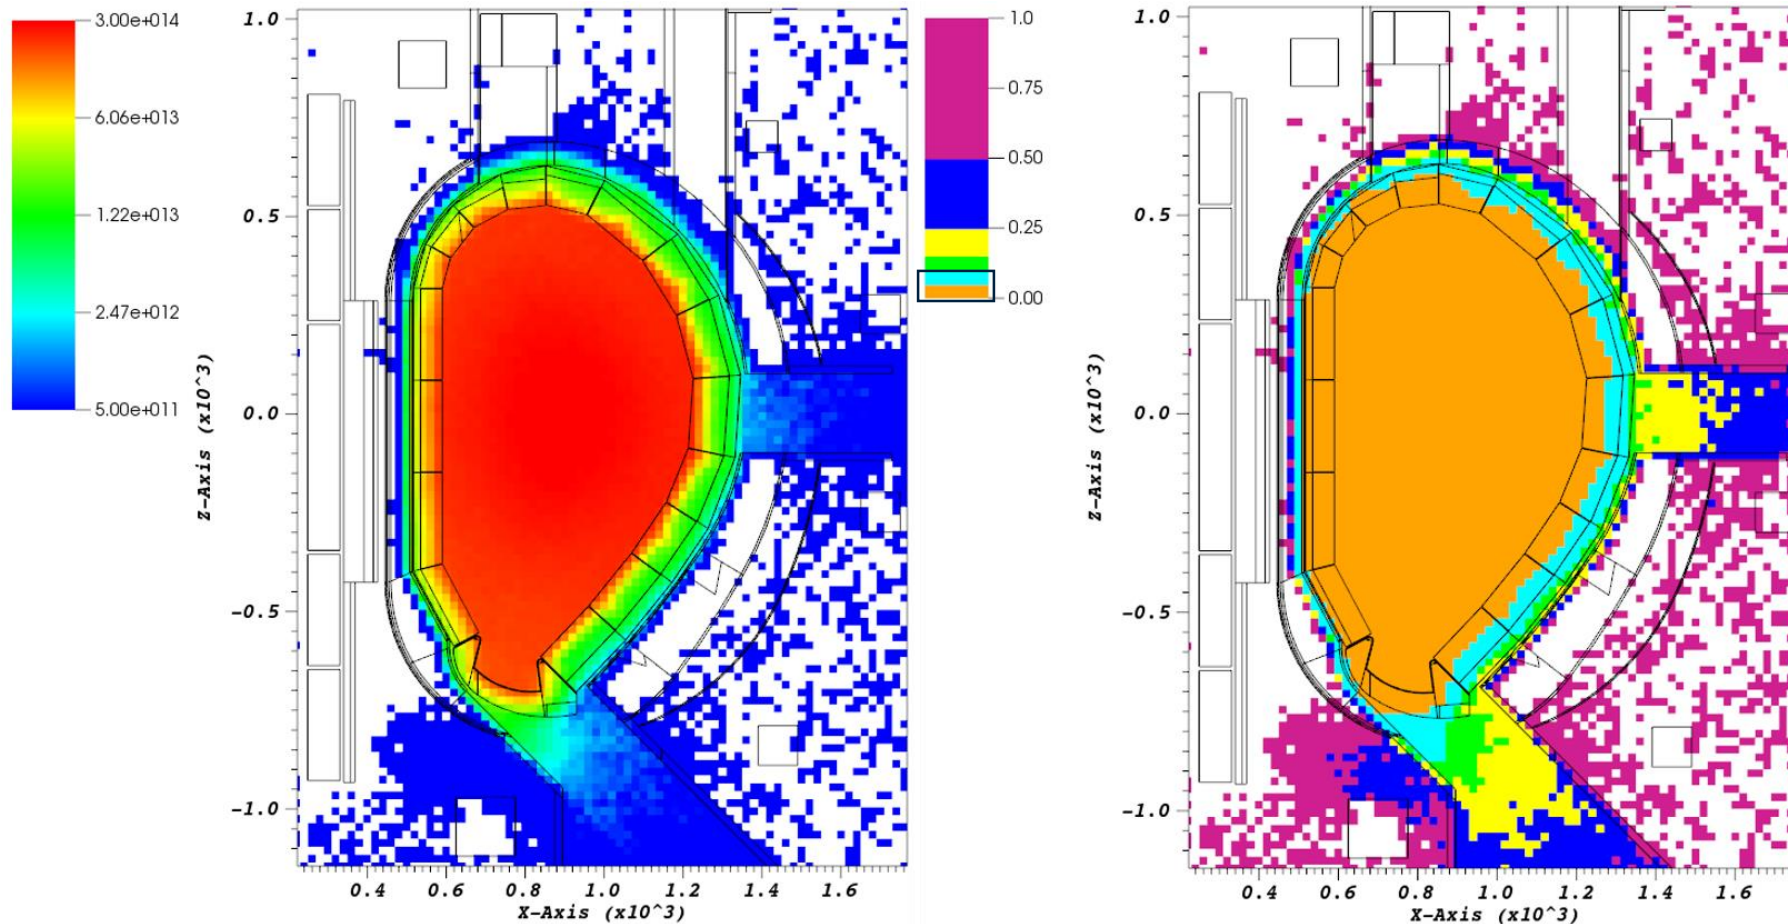 3.00e+014
6.06e+013
1.22e+013
2.47e+012
5.00e+011
1.0
0.5
0.0
-0.5
-1.0
Z-Axis (x10^3)
0.4 0.6 0.8 1.0 1.2 1.4 1.6
X-Axis (x10^3)
1.0
0.75
0.50
0.25
0.00
1.0
0.5
0.0
-0.5
-1.0
Z-Axis (x10^3)
0.4 0.6 0.8 1.0 1.2 1.4 1.6
X-Axis (x10^3)